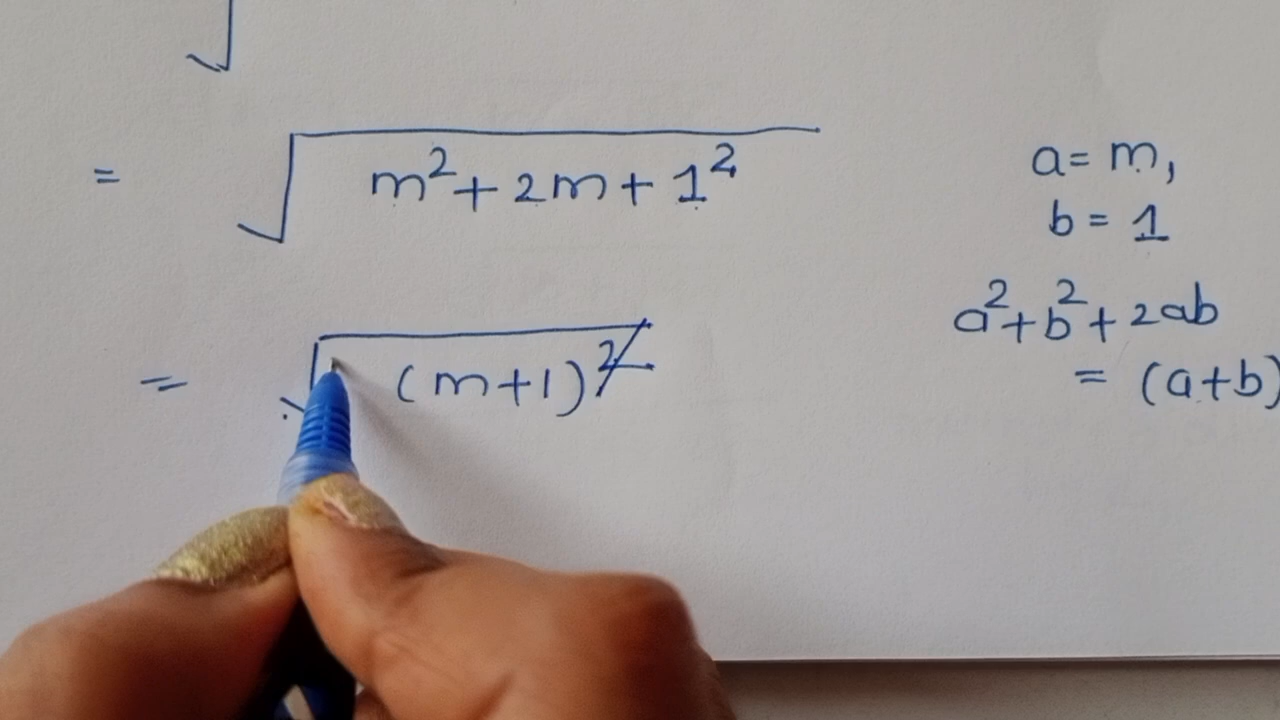 √
= √(m²+2m+1²)
= √(m+1)²
a=m,
b=1
a²+b²+2ab
=(a+b)